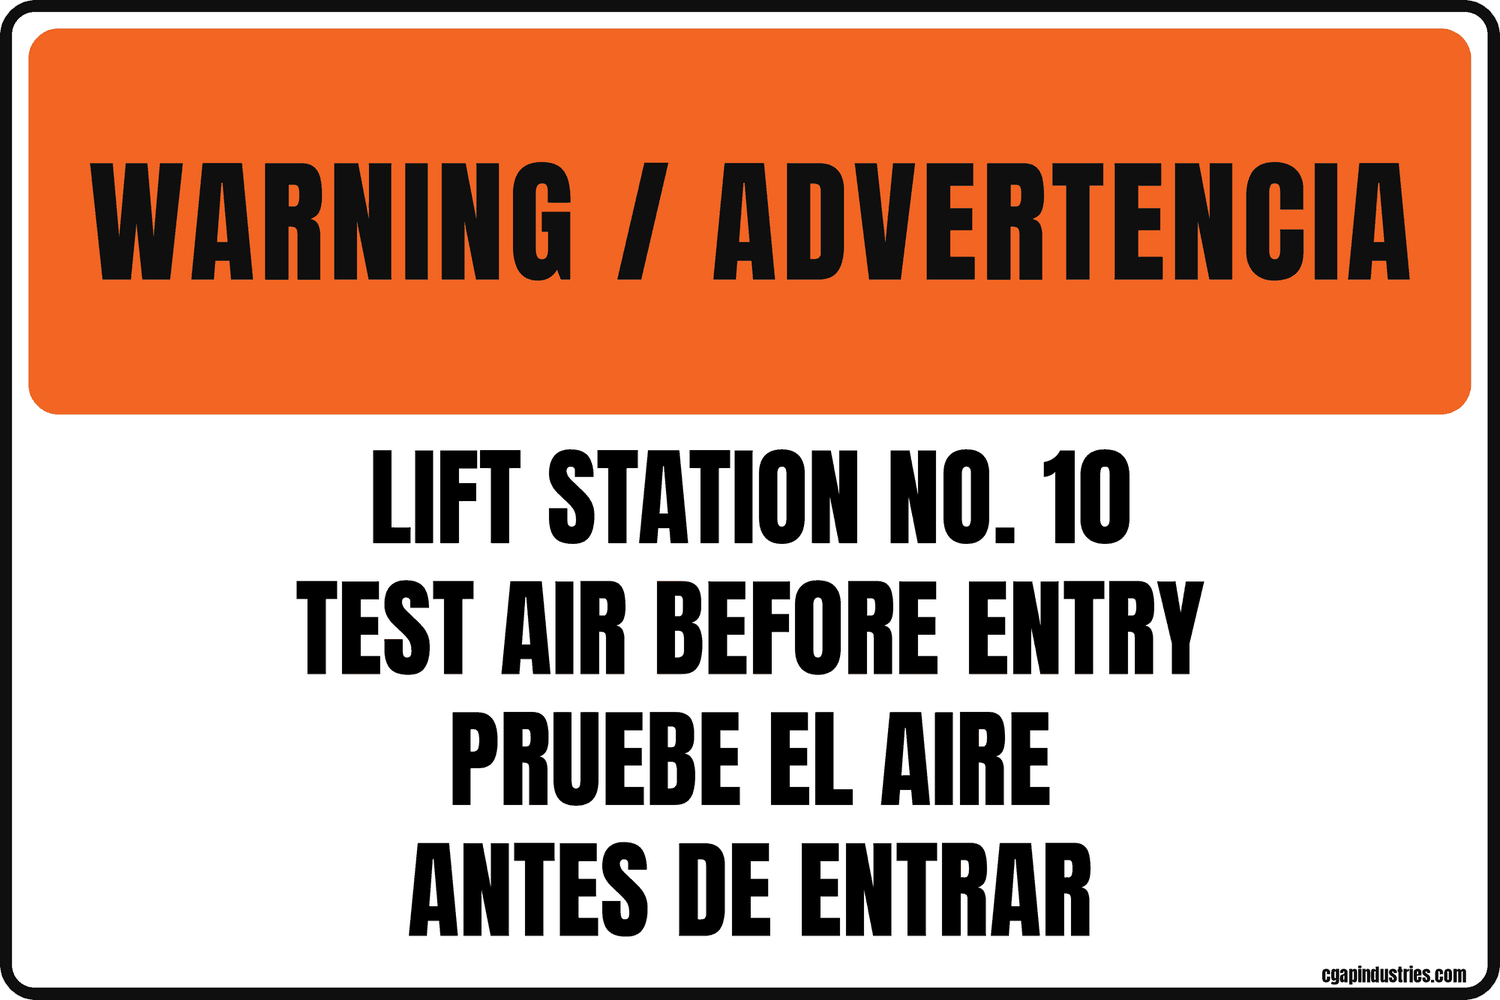 WARNING / ADVERTENCIA
LIFT STATION NO. 10
TEST AIR BEFORE ENTRY
PRUEBE EL AIRE
ANTES DE ENTRAR
cgapindustries.com